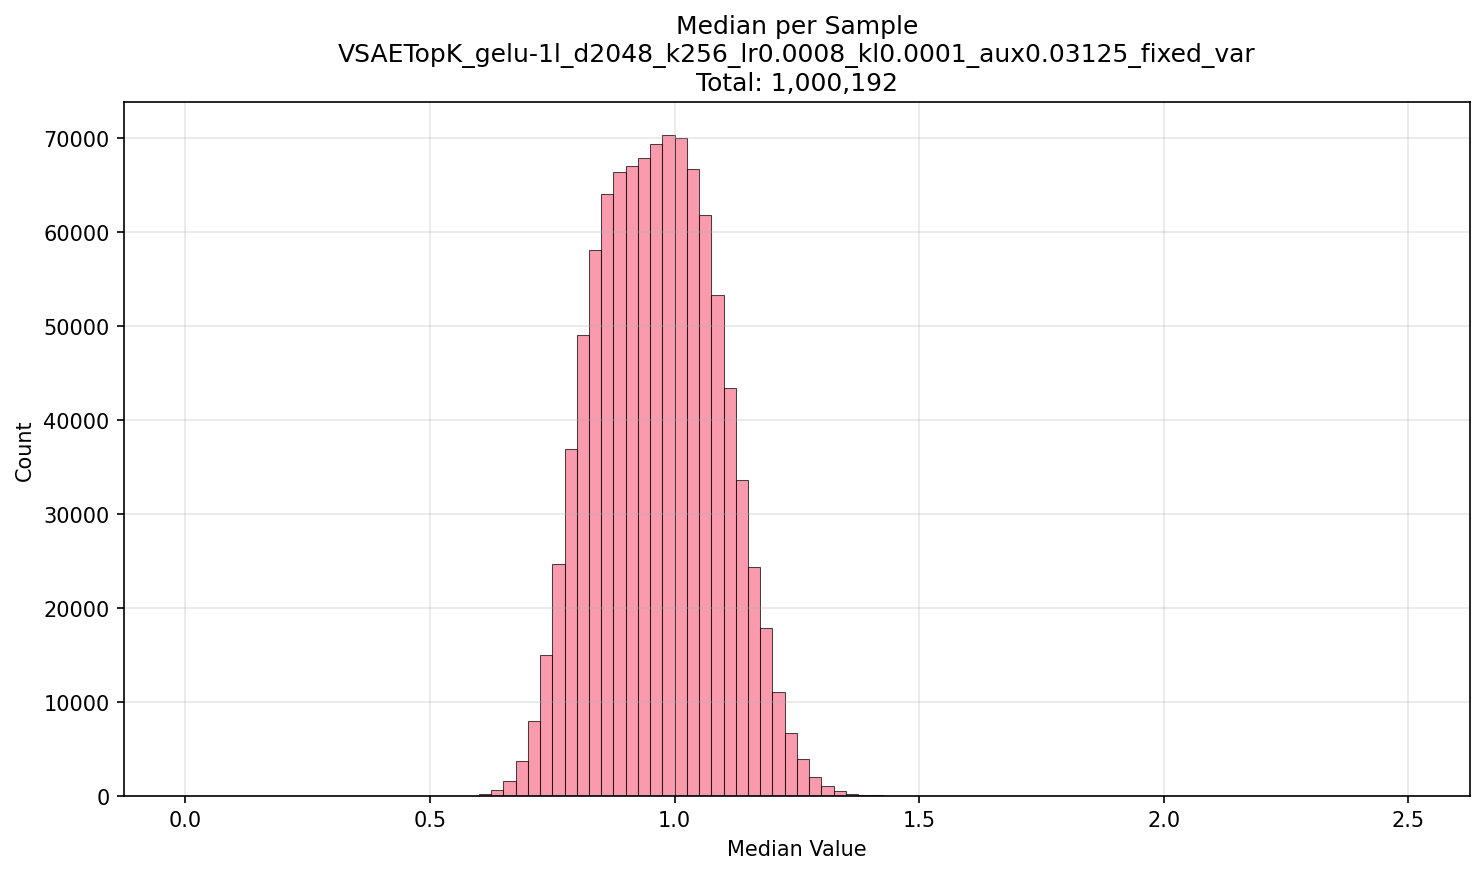 Median per Sample
VSAETopK_gelu-1l_d2048_k256_lr0.0008_kl0.0001_aux0.03125_fixed_var
Total: 1,000,192
70000
60000
50000
40000
30000
20000
10000
0
Count
0.0 0.5 1.0 1.5 2.0 2.5
Median Value